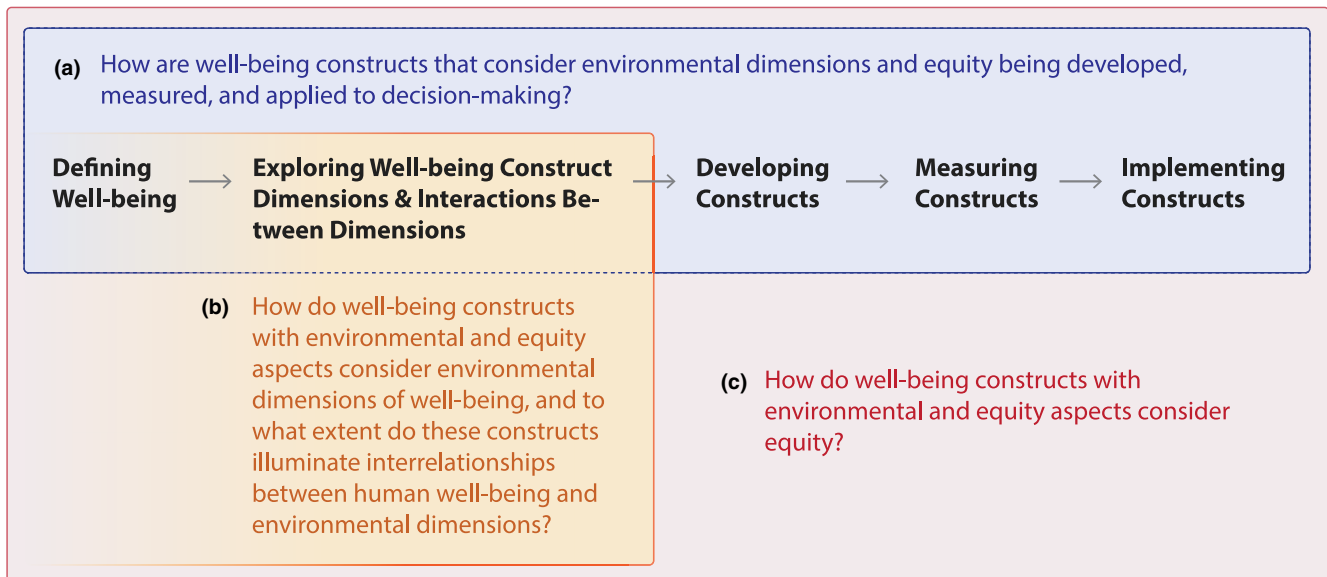 (a) How are well-being constructs that consider environmental dimensions and equity being developed,
measured, and applied to decision-making?
Defining
Well-being
Exploring Well-being Construct
Dimensions & Interactions Be-
tween Dimensions
Developing
Constructs
Measuring
Constructs
Implementing
Constructs
(b) How do well-being constructs
with environmental and equity
aspects consider environmental
dimensions of well-being, and to
what extent do these constructs
illuminate interrelationships
between human well-being and
environmental dimensions?
(c) How do well-being constructs with
environmental and equity aspects consider
equity?